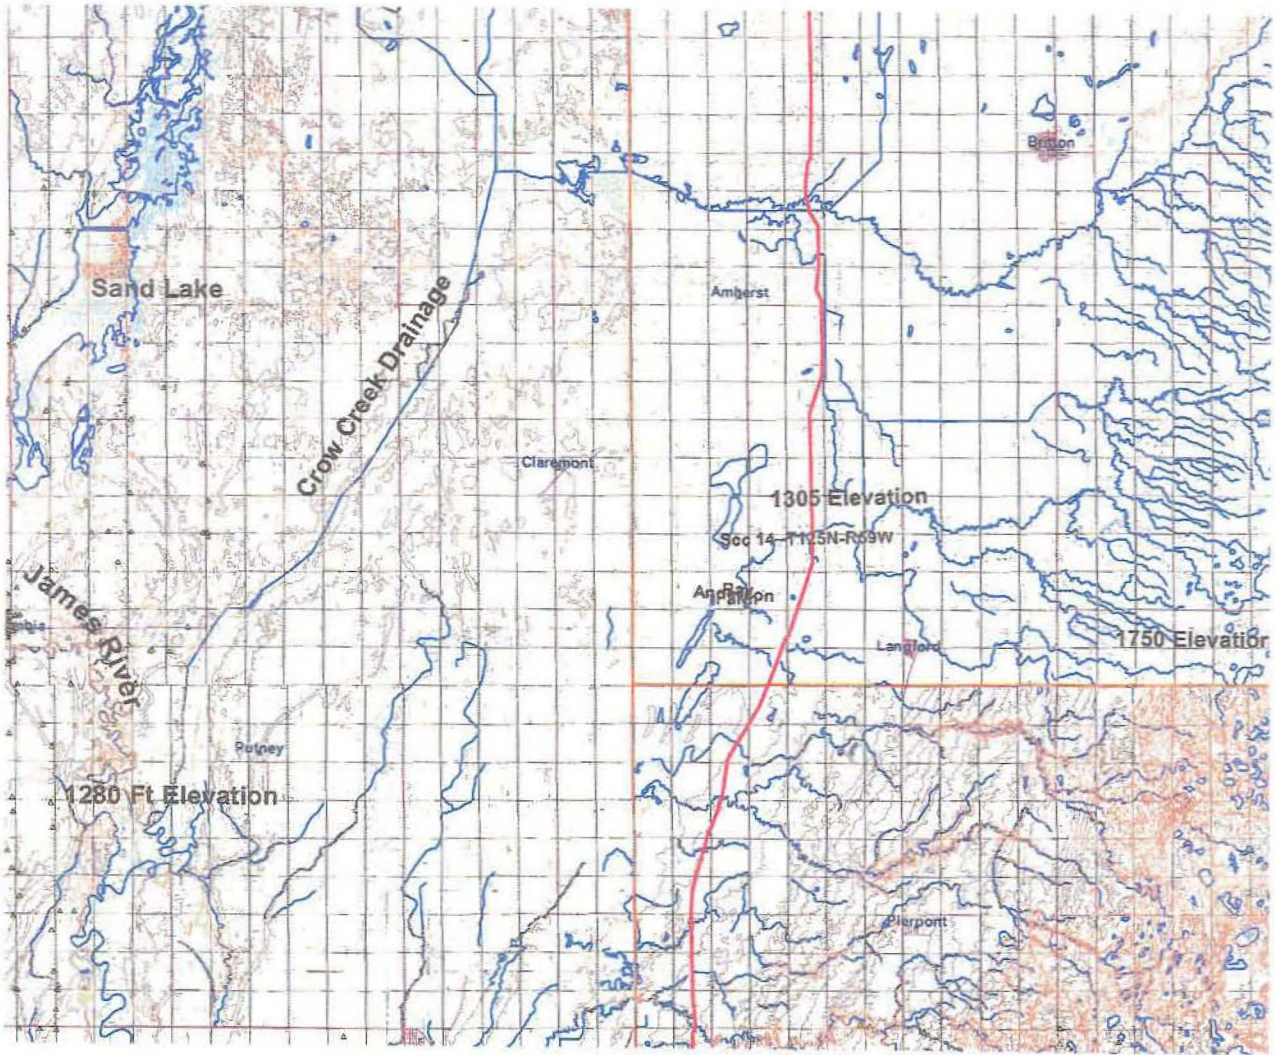 Britton
Sand Lake
Amherst
Crow Creek Drainage
Claremont
1305 Elevation
Sec 14-T125N-R59W
James River
Langford
1750 Elevation
Putney
1280 Ft Elevation
Pierpont